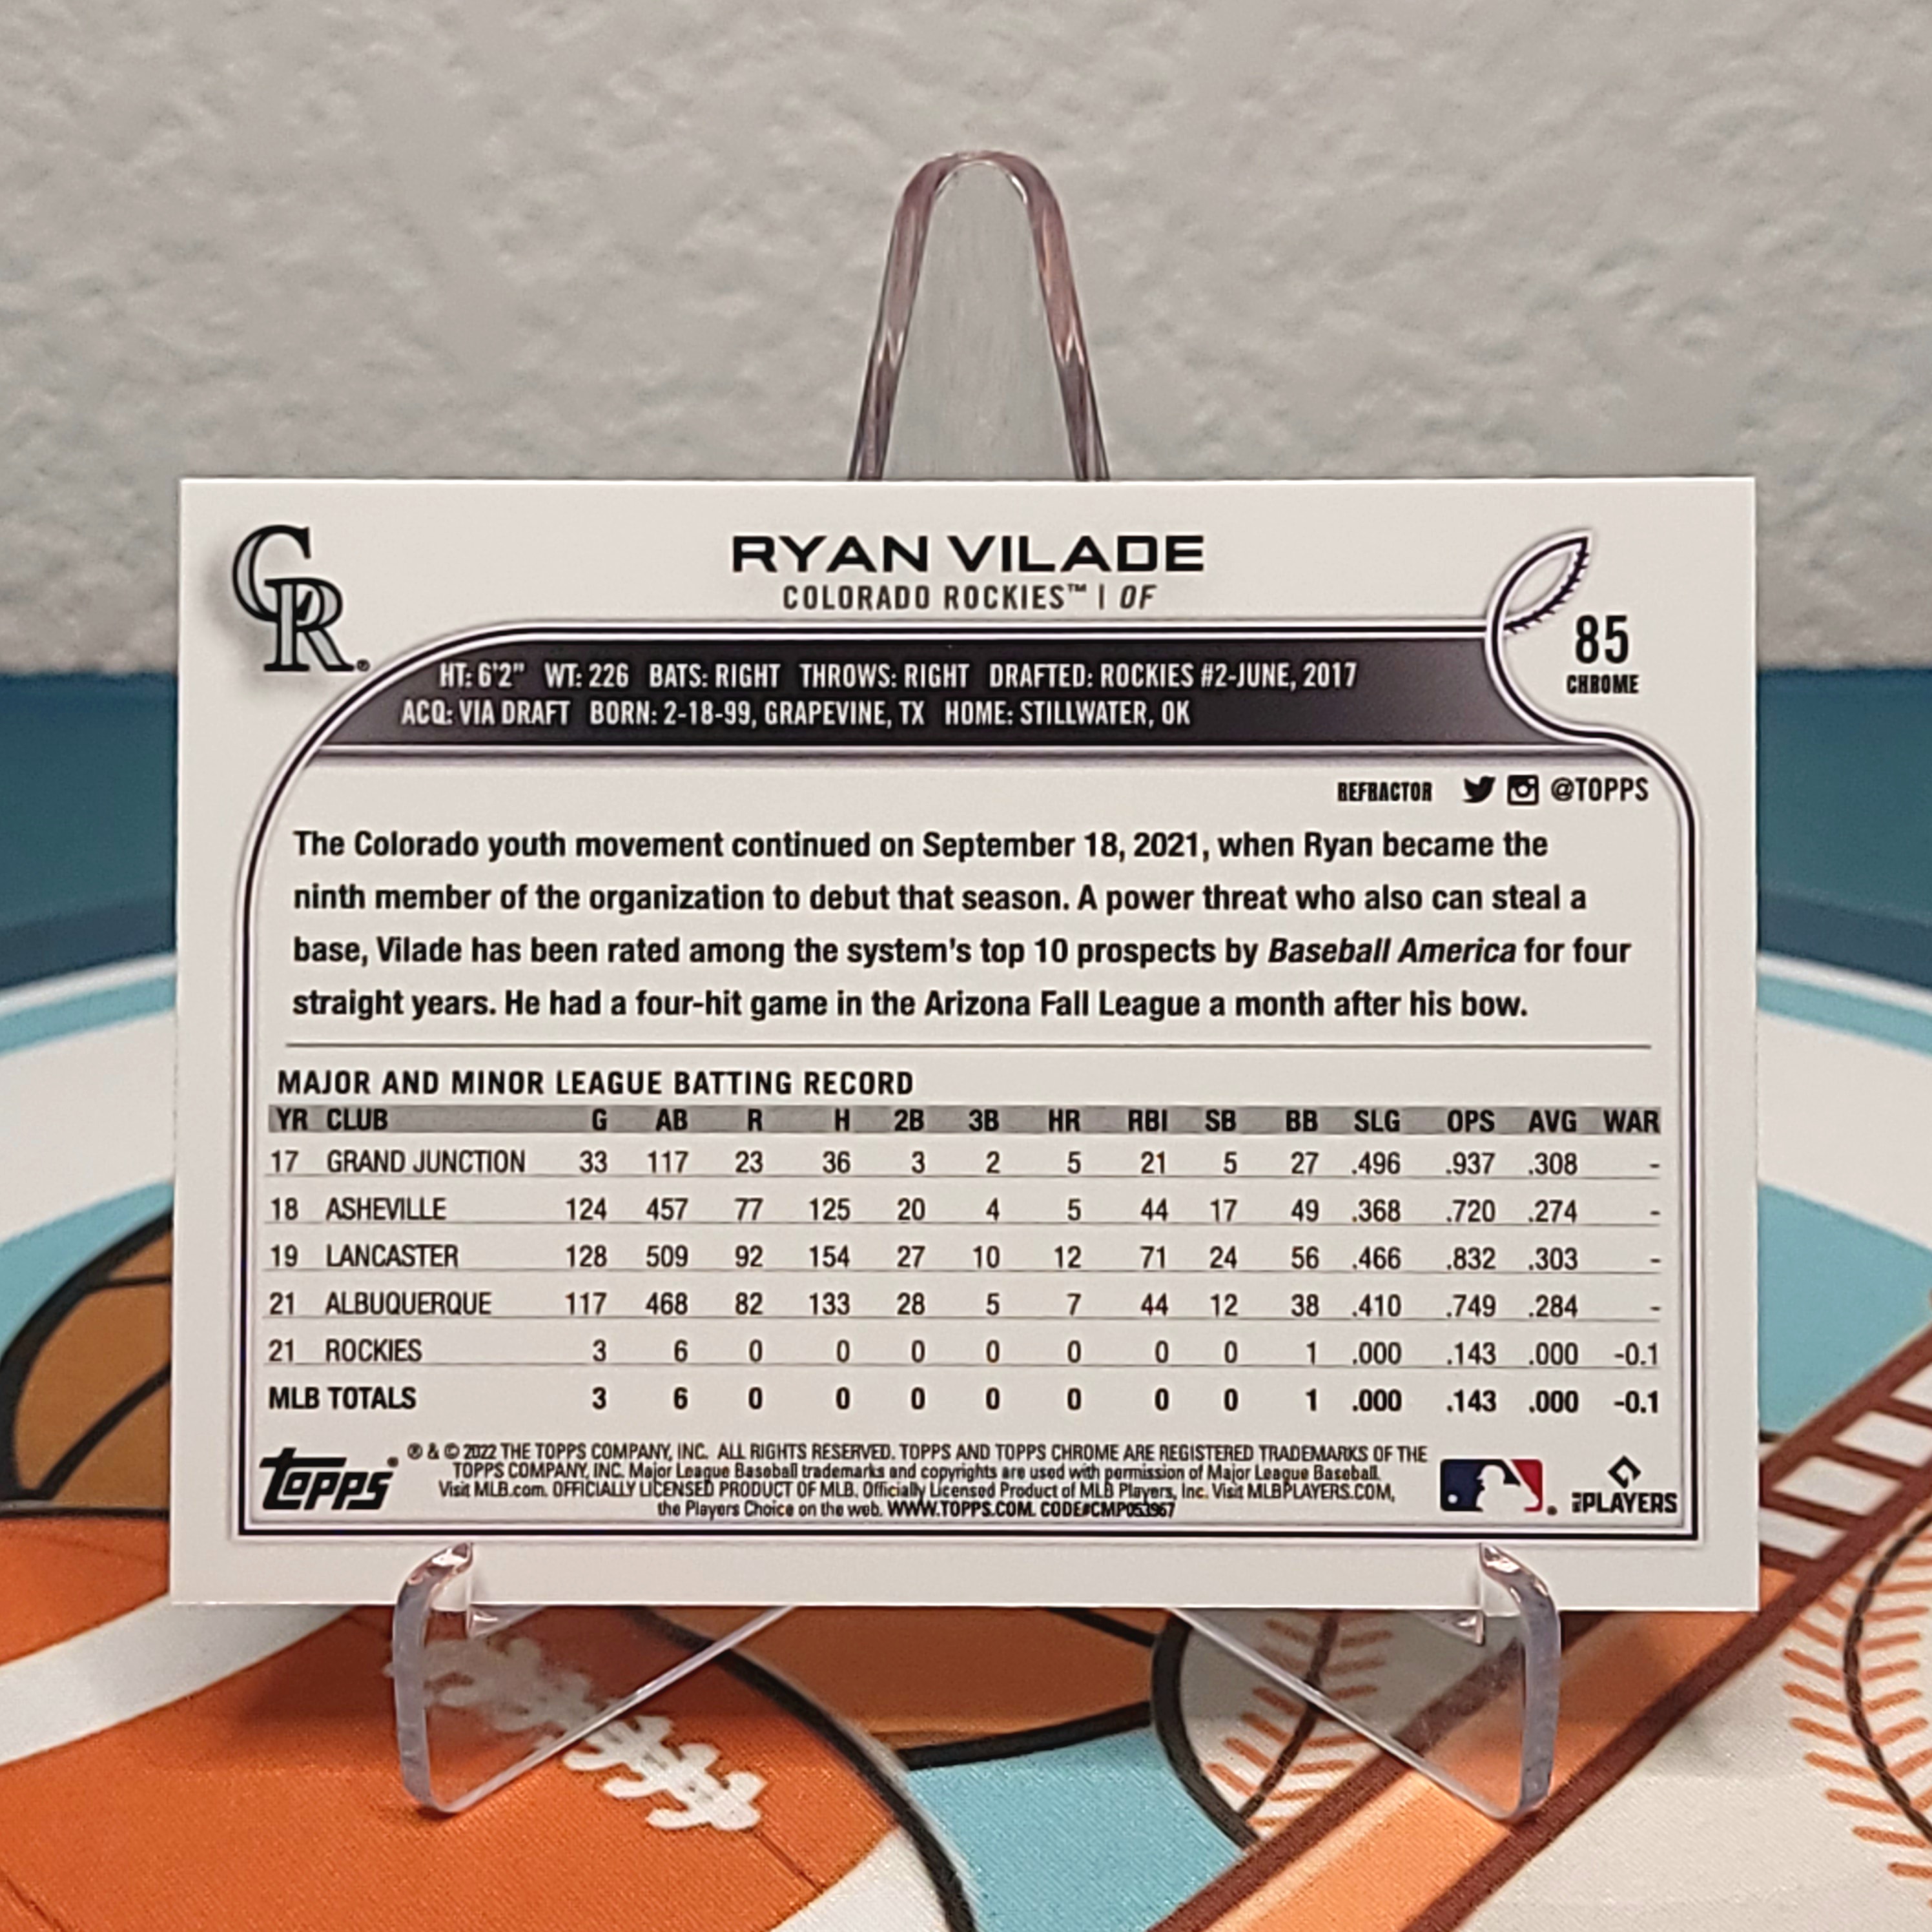 CR®
RYAN VILADE
COLORADO ROCKIES™ | OF
85
CHROME
HT: 6'2" WT: 226 BATS: RIGHT THROWS: RIGHT DRAFTED: ROCKIES #2-JUNE, 2017
ACQ: VIA DRAFT BORN: 2-18-99, GRAPEVINE, TX HOME: STILLWATER, OK
REFRACTOR @TOPPS
The Colorado youth movement continued on September 18, 2021, when Ryan became the
ninth member of the organization to debut that season. A power threat who also can steal a
base, Vilade has been rated among the system's top 10 prospects by Baseball America for four
straight years. He had a four-hit game in the Arizona Fall League a month after his bow.
MAJOR AND MINOR LEAGUE BATTING RECORD
YR CLUB G AB R H 2B 3B HR RBI SB BB SLG OPS AVG WAR
17 GRAND JUNCTION 33 117 23 36 3 2 5 21 5 27 .496 .937 .308 -
18 ASHEVILLE 124 457 77 125 20 4 5 44 17 49 .368 .720 .274 -
19 LANCASTER 128 509 92 154 27 10 12 71 24 56 .466 .832 .303 -
21 ALBUQUERQUE 117 468 82 133 28 5 7 44 12 38 .410 .749 .284 -
21 ROCKIES 3 6 0 0 0 0 0 0 0 1 .000 .143 .000 -0.1
MLB TOTALS 3 6 0 0 0 0 0 0 0 1 .000 .143 .000 -0.1
topps®
® & © 2022 THE TOPPS COMPANY, INC. ALL RIGHTS RESERVED. TOPPS AND TOPPS CHROME ARE REGISTERED TRADEMARKS OF THE
TOPPS COMPANY, INC. Major League Baseball trademarks and copyrights are used with permission of Major League Baseball.
Visit MLB.com. OFFICIALLY LICENSED PRODUCT OF MLB. Officially Licensed Product of MLB Players, Inc. Visit MLBPLAYERS.COM,
the Players Choice on the web. WWW.TOPPS.COM. CODE#CMP053967
PLAYERS